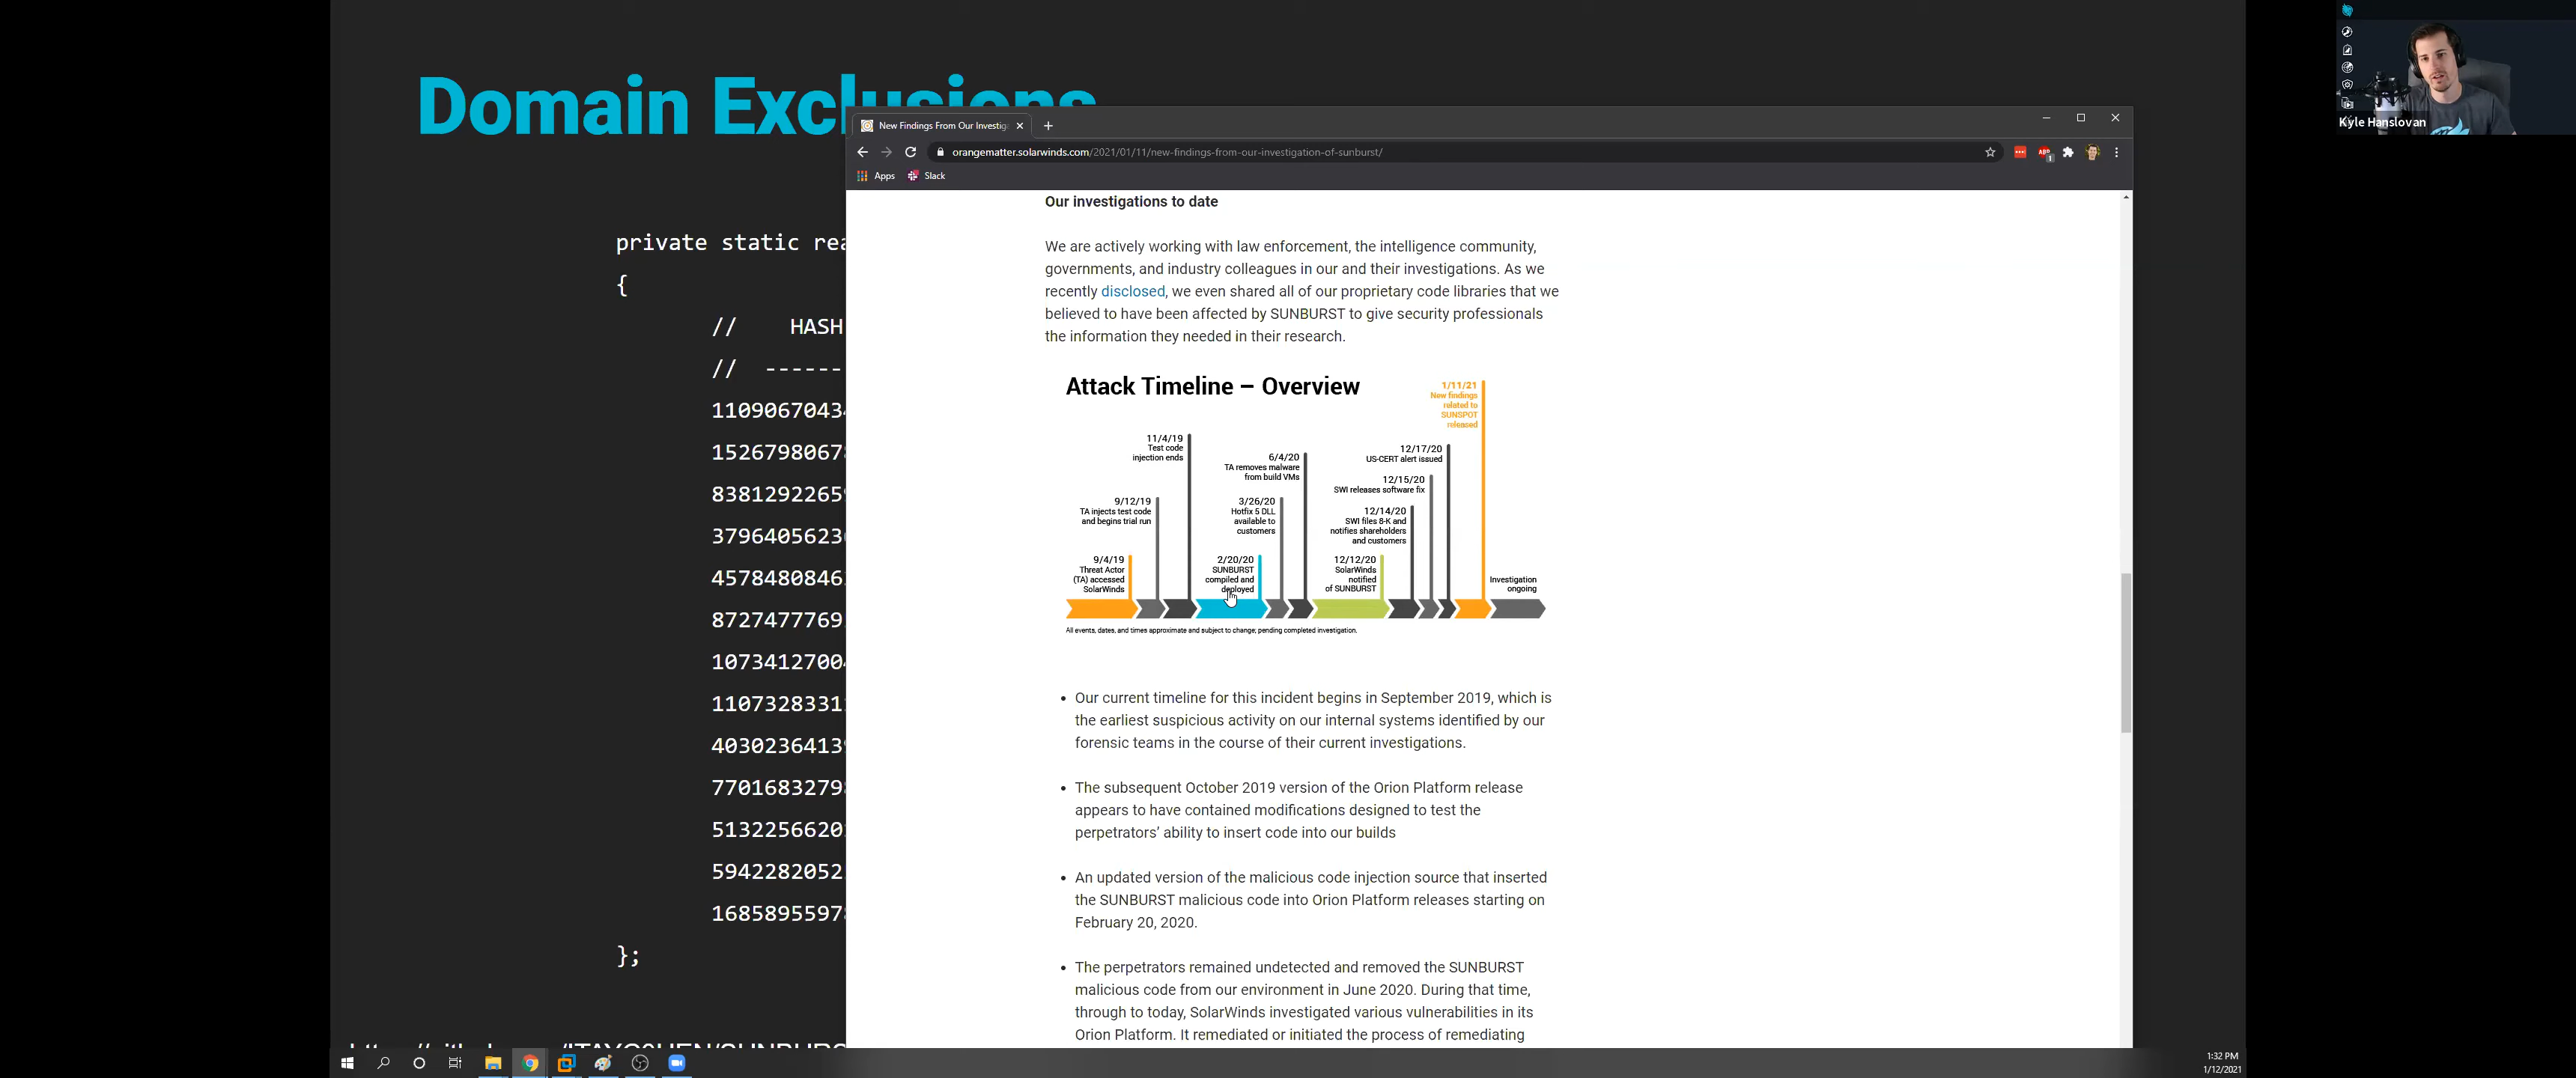 Domain Exclusions
private static rea
{
// HASH
// ------
1109067043
1526798067
8381292265
3796405623
4578480846
8727477769
1073412700
1107328331
4030236413
7701683279
5132256620
5942282052
1685895597
};
New Findings From Our Investig
orangematter.solarwinds.com/2021/01/11/new-findings-from-our-investigation-of-sunburst/
Apps
Slack
Our investigations to date
We are actively working with law enforcement, the intelligence community,
governments, and industry colleagues in our and their investigations. As we
recently disclosed, we even shared all of our proprietary code libraries that we
believed to have been affected by SUNBURST to give security professionals
the information they needed in their research.
Attack Timeline – Overview
9/4/19
Threat Actor
(TA) accessed
SolarWinds
9/12/19
TA injects test code
and begins trial run
11/4/19
Test code
injection ends
2/20/20
SUNBURST
compiled and
deployed
3/26/20
Hotfix 5 DLL
available to
customers
6/4/20
TA removes malware
from build VMs
12/12/20
SolarWinds
notified
of SUNBURST
12/14/20
SWI files 8-K and
notifies shareholders
and customers
12/15/20
SWI releases software fix
12/17/20
US-CERT alert issued
1/11/21
New findings
related to
SUNSPOT
released
Investigation
ongoing
All events, dates, and times approximate and subject to change; pending completed investigation.
• Our current timeline for this incident begins in September 2019, which is
the earliest suspicious activity on our internal systems identified by our
forensic teams in the course of their current investigations.
• The subsequent October 2019 version of the Orion Platform release
appears to have contained modifications designed to test the
perpetrators' ability to insert code into our builds
• An updated version of the malicious code injection source that inserted
the SUNBURST malicious code into Orion Platform releases starting on
February 20, 2020.
• The perpetrators remained undetected and removed the SUNBURST
malicious code from our environment in June 2020. During that time,
through to today, SolarWinds investigated various vulnerabilities in its
Orion Platform. It remediated or initiated the process of remediating
Kyle Hanslovan
1:32 PM
1/12/2021